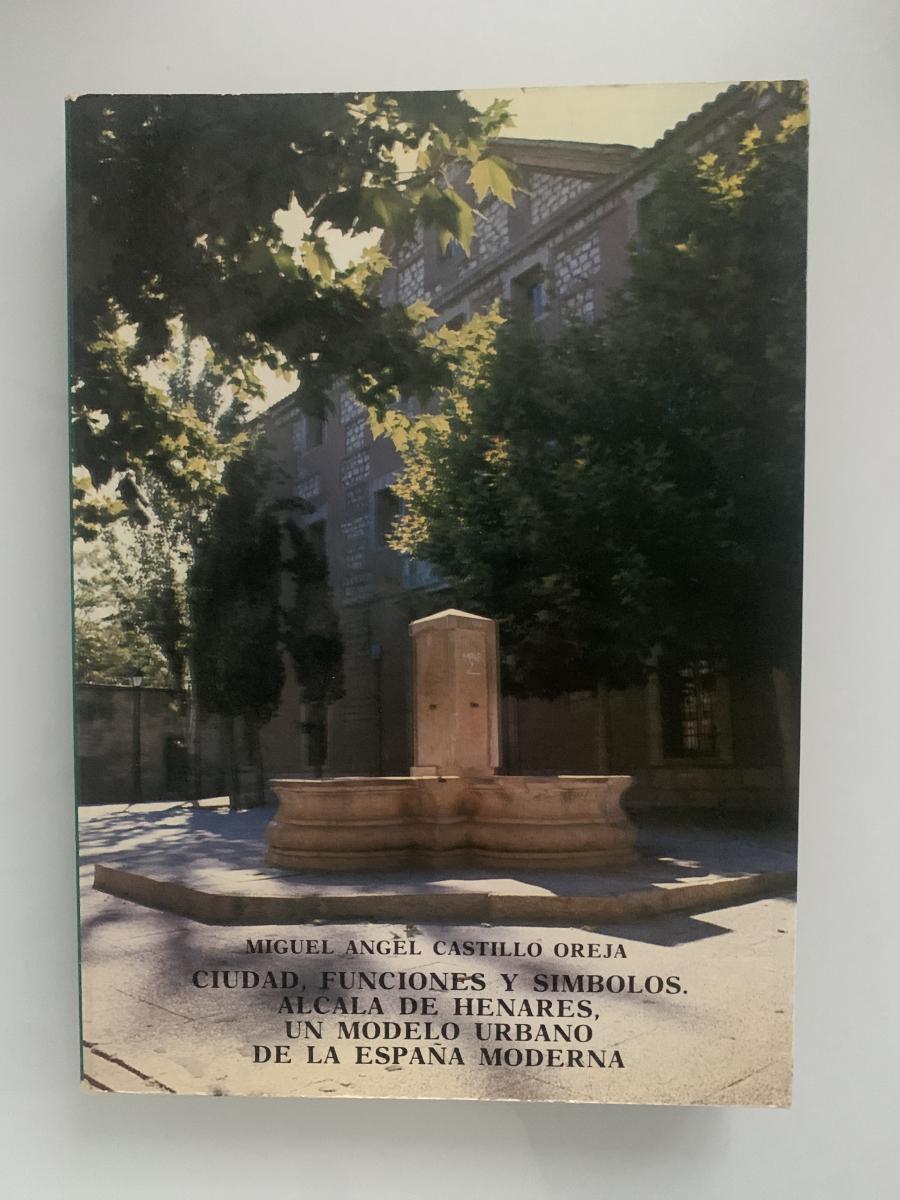 MIGUEL ANGEL CASTILLO OREJA
CIUDAD, FUNCIONES Y SIMBOLOS.
ALCALA DE HENARES,
UN MODELO URBANO
DE LA ESPAÑA MODERNA